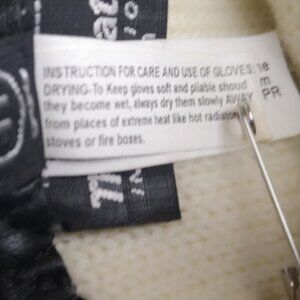 INSTRUCTION FOR CARE AND USE OF GLOVES:
DRYING-To Keep gloves soft and pliable shoud
they become wet, always dry them slowly AWAY
from places of extreme heat like hot radiators
stoves or fire boxes.